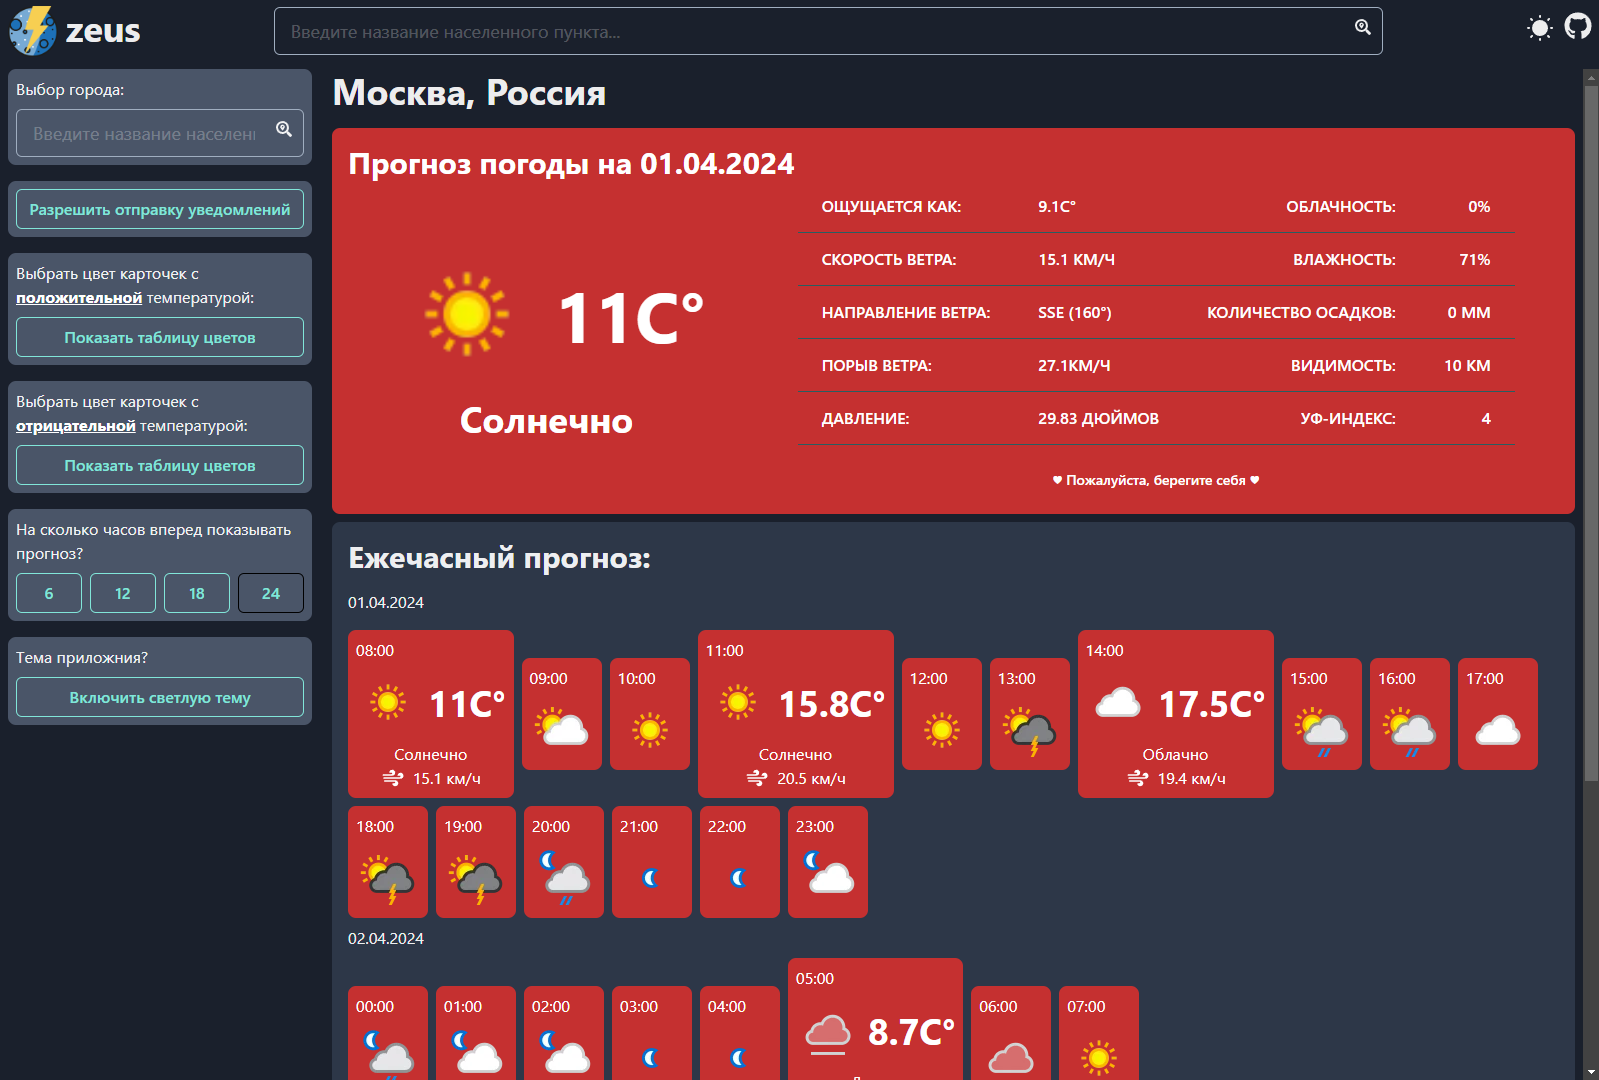 zeus
Введите название населенного пункта...
Выбор города:
Введите название населені
Разрешить отправку уведомлений
Выбрать цвет карточек с
положительной температурой:
Показать таблицу цветов
Выбрать цвет карточек с
отрицательной температурой:
Показать таблицу цветов
На сколько часов вперед показывать
прогноз?
6 12 18 24
Тема приложния?
Включить светлую тему
Москва, Россия
Прогноз погоды на 01.04.2024
11C°
Солнечно
ОЩУЩАЕТСЯ КАК: 9.1C° ОБЛАЧНОСТЬ: 0%
СКОРОСТЬ ВЕТРА: 15.1 КМ/Ч ВЛАЖНОСТЬ: 71%
НАПРАВЛЕНИЕ ВЕТРА: SSE (160°) КОЛИЧЕСТВО ОСАДКОВ: 0 ММ
ПОРЫВ ВЕТРА: 27.1КМ/Ч ВИДИМОСТЬ: 10 КМ
ДАВЛЕНИЕ: 29.83 ДЮЙМОВ УФ-ИНДЕКС: 4
♥ Пожалуйста, берегите себя ♥
Ежечасный прогноз:
01.04.2024
08:00
11C°
Солнечно
15.1 км/ч
09:00
10:00
11:00
15.8C°
Солнечно
20.5 км/ч
12:00
13:00
14:00
17.5C°
Облачно
19.4 км/ч
15:00
16:00
17:00
18:00
19:00
20:00
21:00
22:00
23:00
02.04.2024
00:00
01:00
02:00
03:00
04:00
05:00
8.7C°
06:00
07:00